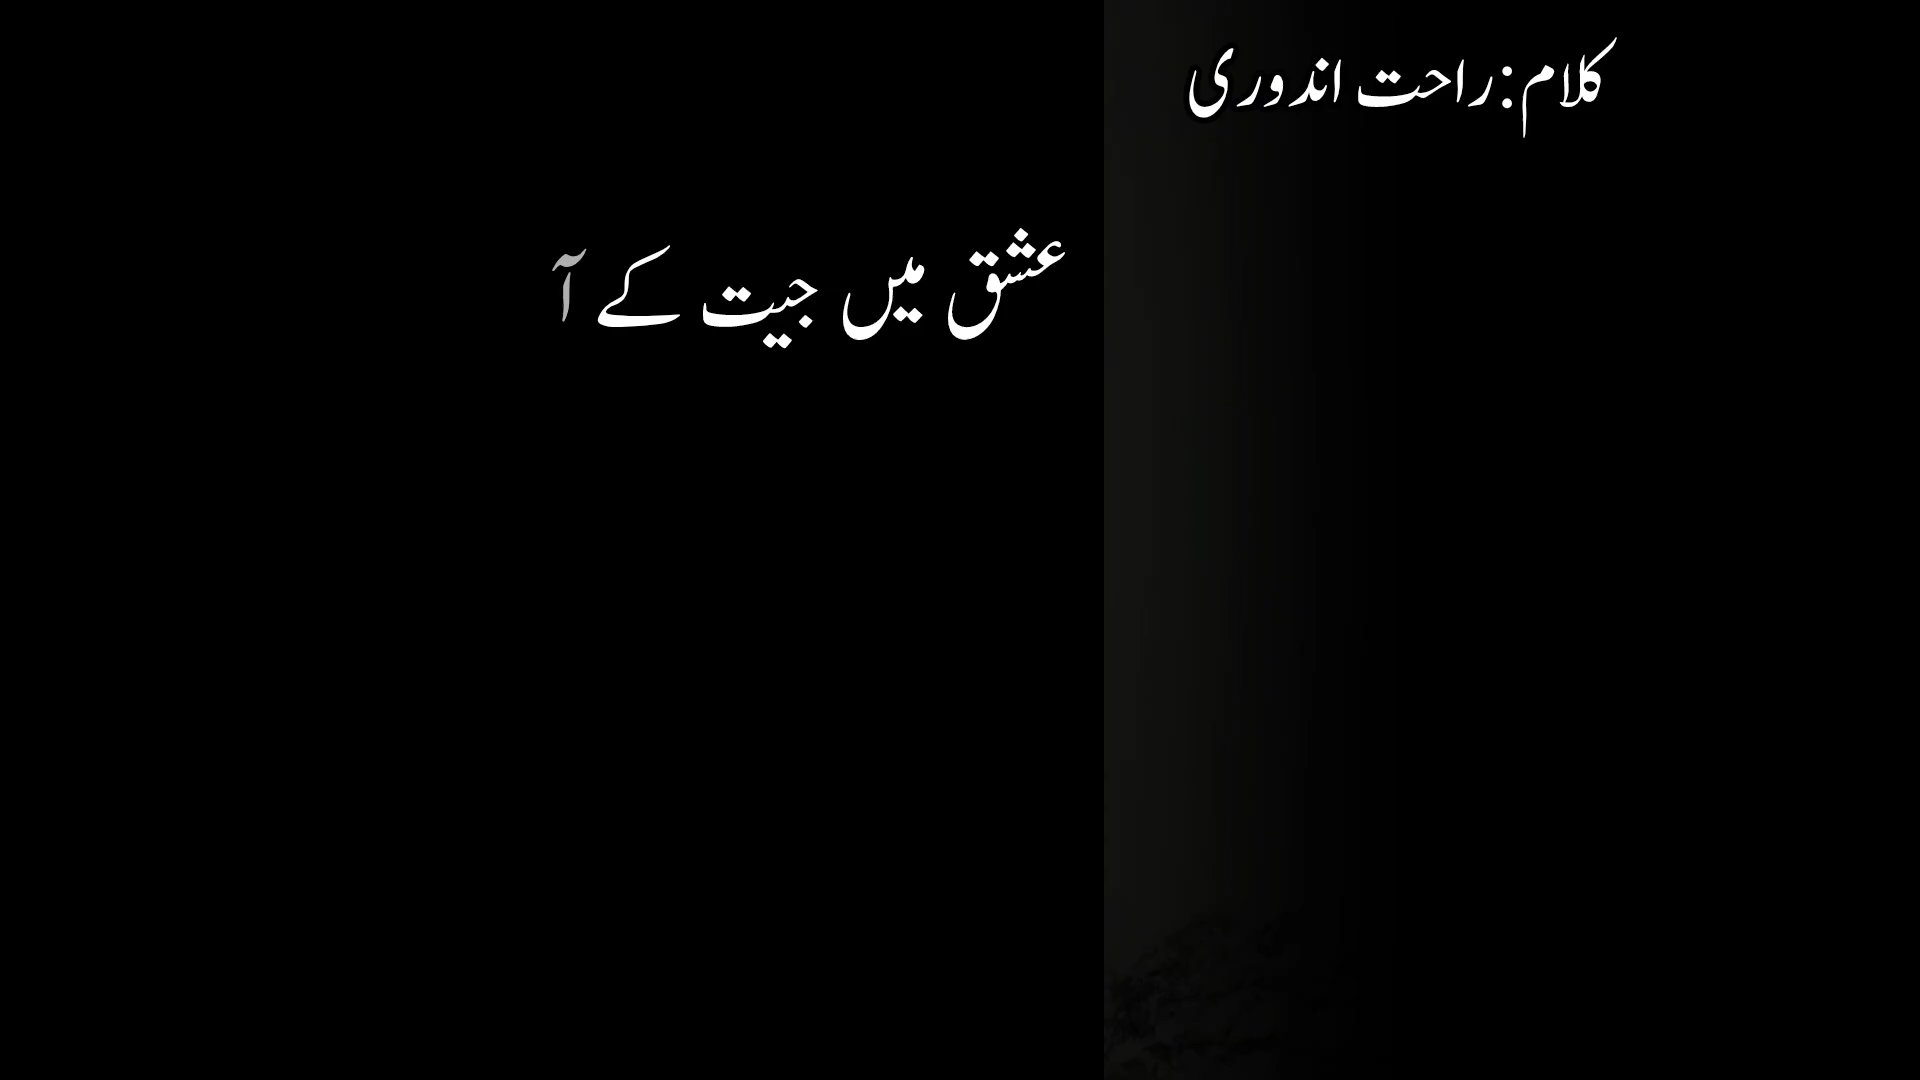 کلام:راحت اندوری
عشق میں جیت کے آ